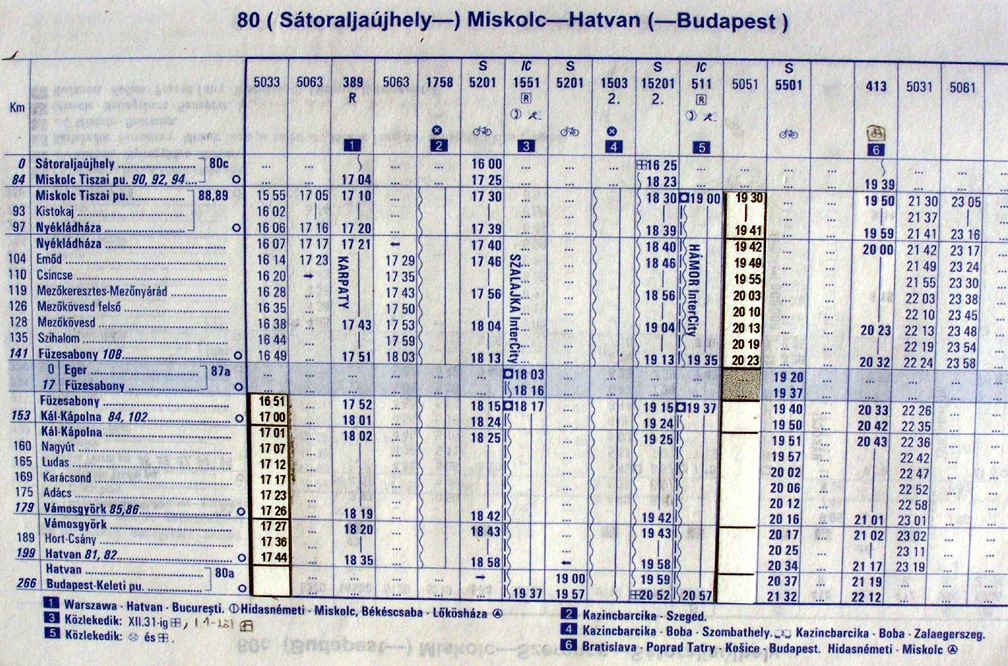 80 ( Sátoraljaújhely—) Miskolc—Hatvan (—Budapest )
S IC S S IC S
Km 5033 5063 389 5063 1758 5201 1551 5201 1503 15201 511 5051 5501 413 5031 5061
R R 2. 2. R
1 2 3 4 5 6
0 Sátoraljaújhely 80c ... ... ... ... 16 00 ... ... 16 25 ... ... ... ... ...
84 Miskolc Tiszai pu. 90, 92, 94 ... ... 17 04 ... 17 25 ... ... 18 23 ... ... ... 19 39 ... ...
Miskolc Tiszai pu. 88,89 15 55 17 05 17 10 ... 17 30 ... 18 30 19 00 19 30 ... 19 50 21 30 23 05
93 Kistokaj 16 02 ... ... 21 37
97 Nyékládháza 16 06 17 16 17 20 ... 17 39 ... 18 39 19 41 ... 19 59 21 41 23 16
Nyékládháza 16 07 17 17 17 21 ← 17 40 ... 18 40 19 42 ... 20 00 21 42 23 17
104 Emőd 16 14 17 23 17 29 17 46 ... 18 46 19 49 ... 21 49 23 24
110 Csincse 16 20 → 17 35 ... 19 55 ... 21 55 23 30
119 Mezőkeresztes-Mezőnyárád 16 28 ... 17 43 17 56 ... 18 56 20 03 ... 22 03 23 38
126 Mezőkövesd felső 16 35 ... 17 50 ... 20 10 ... 22 10 23 45
128 Mezőkövesd 16 38 ... 17 43 17 53 18 04 ... 19 04 20 13 ... 20 23 22 13 23 48
135 Szihalom 16 44 ... 17 59 ... 20 19 ... 22 19 23 54
141 Füzesabony 108 16 49 ... 17 51 18 03 18 13 ... 19 13 19 35 20 23 ... 20 32 22 24 23 58
KARPATY
SZALAJKA InterCity
HÁMOR InterCity
0 Eger 87a ... ... ... ... ... 18 03 ... ... ... 19 20 ... ... ...
17 Füzesabony ... ... ... ... ... 18 16 ... ... ... 19 37 ... ... ...
Füzesabony 16 51 ... 17 52 ... 18 15 18 17 ... 19 15 19 37 19 40 ... 20 33 22 26 ...
153 Kál-Kápolna 84, 102 17 00 ... 18 01 ... 18 24 ... 19 24 19 50 ... 20 42 22 35 ...
Kál-Kápolna 17 01 ... 18 02 ... 18 25 ... 19 25 19 51 ... 20 43 22 36 ...
160 Nagyút 17 07 ... ... ... 19 57 ... 22 42 ...
165 Ludas 17 12 ... ... ... 20 02 ... 22 47 ...
169 Karácsond 17 17 ... ... ... 20 06 ... 22 52 ...
175 Adács 17 23 ... ... ... 20 12 ... 22 58 ...
179 Vámosgyörk 85,86 17 26 ... 18 19 ... 18 42 ... 19 42 20 16 ... 21 01 23 01 ...
Vámosgyörk 17 27 ... 18 20 ... 18 43 ... 19 43 20 17 ... 21 02 23 02 ...
189 Hort-Csány 17 36 ... ... ... 20 25 ... 23 11 ...
199 Hatvan 81, 82 17 44 ... 18 35 ... 18 58 ← 19 58 20 34 ... 21 17 23 19 ...
Hatvan 80a ... ... ... → 19 00 19 59 20 37 ... 21 19 ... ...
266 Budapest-Keleti pu. ... ... ... ... 19 37 19 57 20 52 20 57 21 32 ... 22 12 ... ...
1 Warszawa - Hatvan - Bucureşti. Hidasnémeti - Miskolc, Békéscsaba - Lőkösháza Ⓐ
3 Közlekedik: XII.31-ig
5 Közlekedik: és
2 Kazincbarcika - Szeged.
4 Kazincbarcika - Boba - Szombathely. Kazincbarcika - Boba - Zalaegerszeg.
6 Bratislava - Poprad Tatry - Košice - Budapest. Hidasnémeti - Miskolc Ⓐ